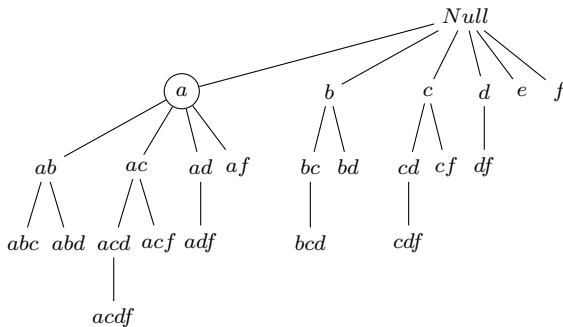 Null
a b c d e f
ab ac ad af bc bd cd cf df
abc abd acd acf adf bcd cdf
acdf